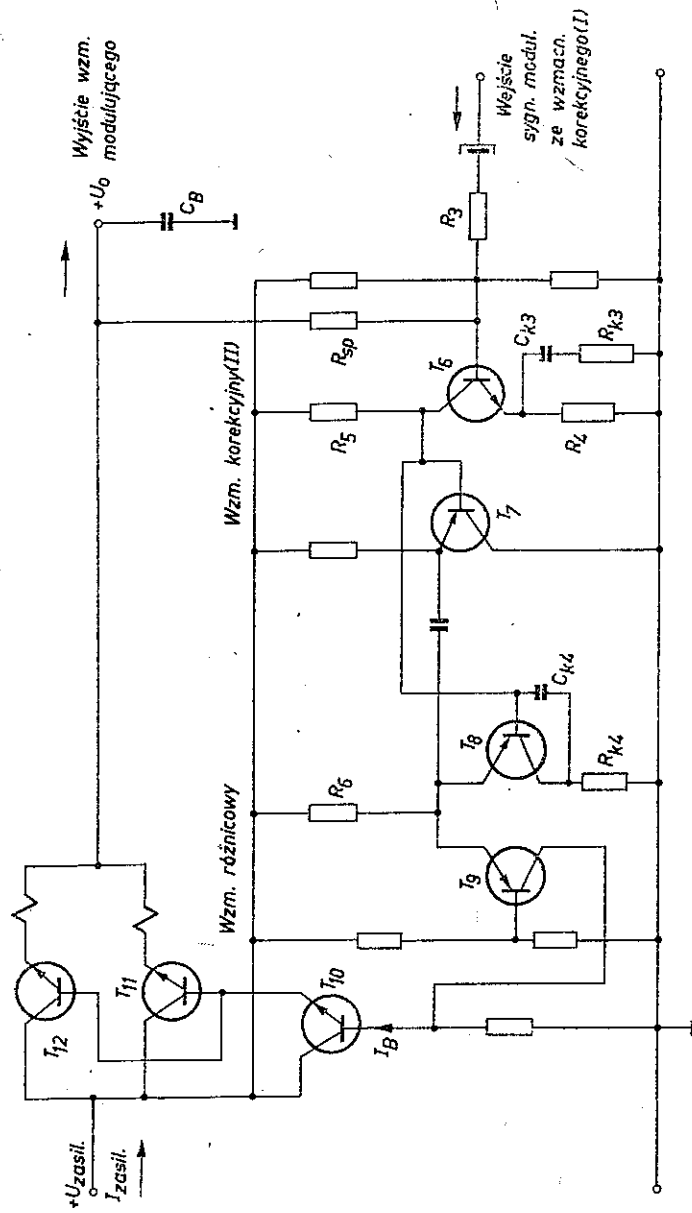 +Uzasil.
Izasil.
T12
T11
T10
IB
Wzm. różnicowy
R6
T9
T8
Ck4
Rk4
T7
Wzm. korekcyjny(II)
R5
Rsp
T6
Ck3
Rk3
R4
R3
+U0
CB
Wyjście wzm.
modulującego
Wejście
sygn. modul.
ze wzmacn.
korekcyjnego(I)